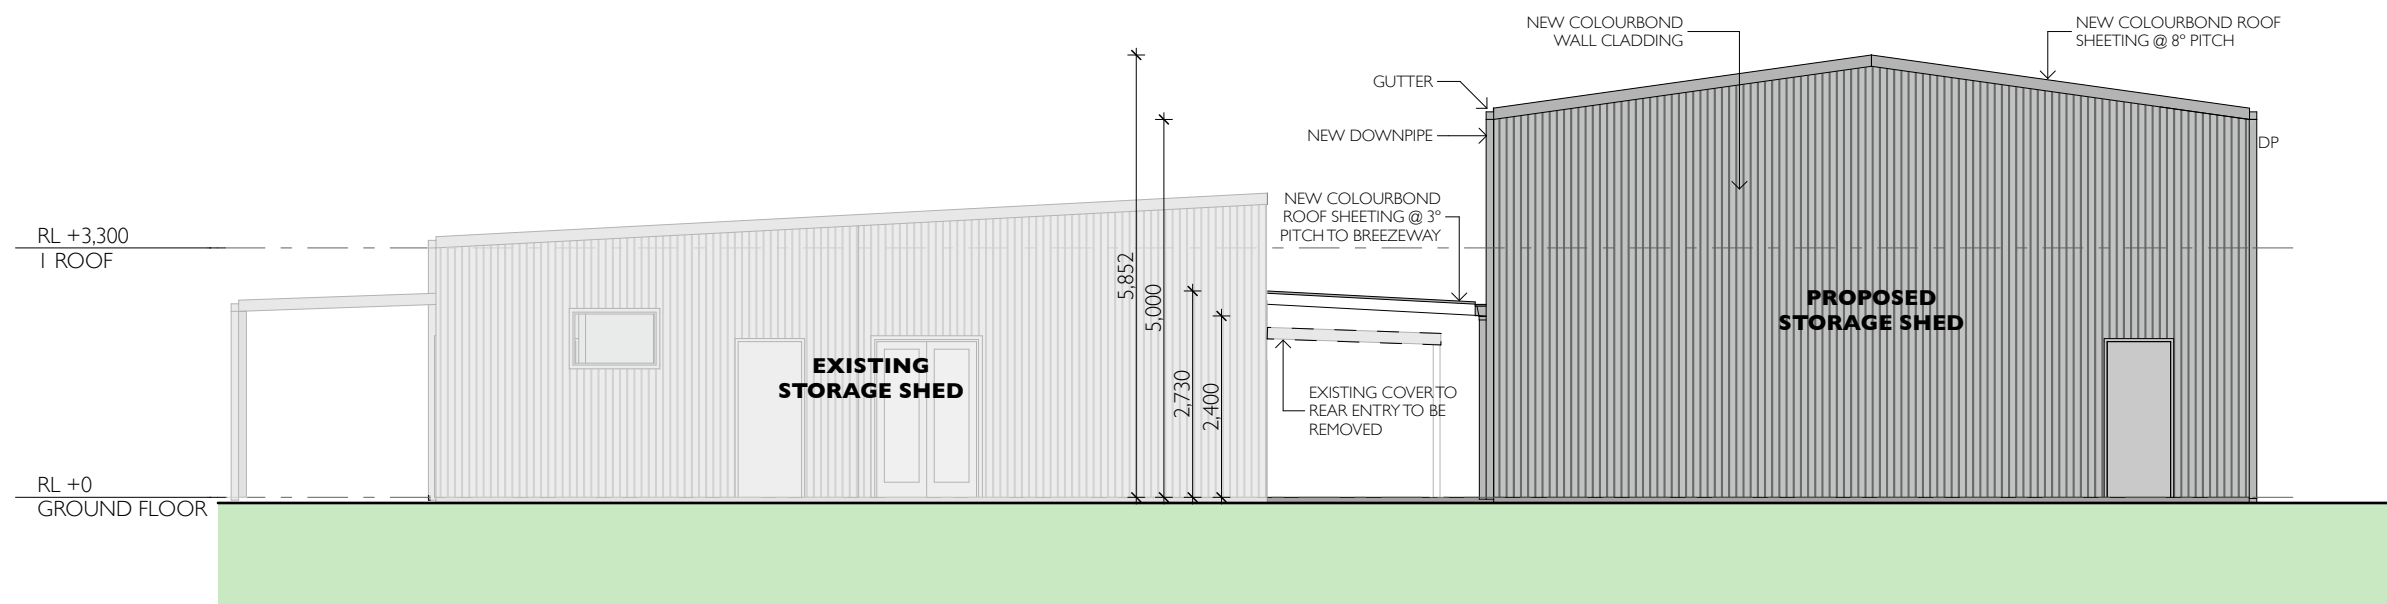 NEW COLOURBOND
WALL CLADDING
NEW COLOURBOND ROOF
SHEETING @ 8° PITCH
GUTTER
NEW DOWNPIPE
DP
NEW COLOURBOND
ROOF SHEETING @ 3°
PITCH TO BREEZEWAY
RL +3,300
1 ROOF
5,852
5,000
2,730
2,400
PROPOSED
STORAGE SHED
EXISTING
STORAGE SHED
EXISTING COVER TO
REAR ENTRY TO BE
REMOVED
RL +0
GROUND FLOOR